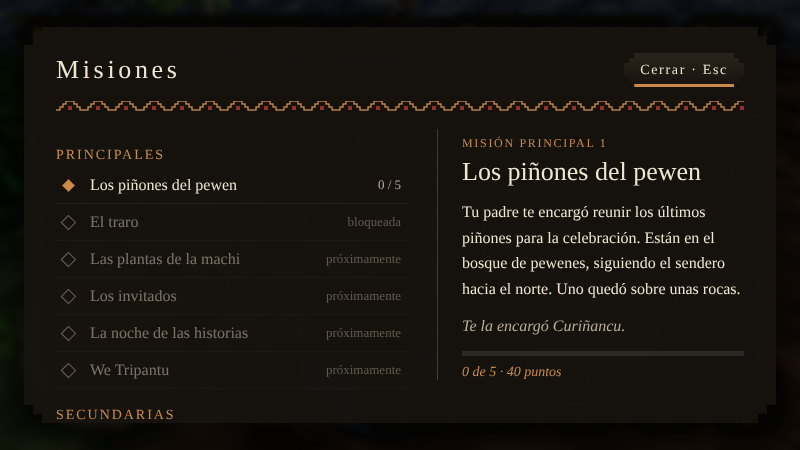 Misiones
Cerrar · Esc
PRINCIPALES
Los piñones del pewen 0 / 5
El traro bloqueada
Las plantas de la machi próximamente
Los invitados próximamente
La noche de las historias próximamente
We Tripantu próximamente
SECUNDARIAS
MISIÓN PRINCIPAL 1
Los piñones del pewen
Tu padre te encargó reunir los últimos
piñones para la celebración. Están en el
bosque de pewenes, siguiendo el sendero
hacia el norte. Uno quedó sobre unas rocas.
Te la encargó Curiñancu.
0 de 5 · 40 puntos